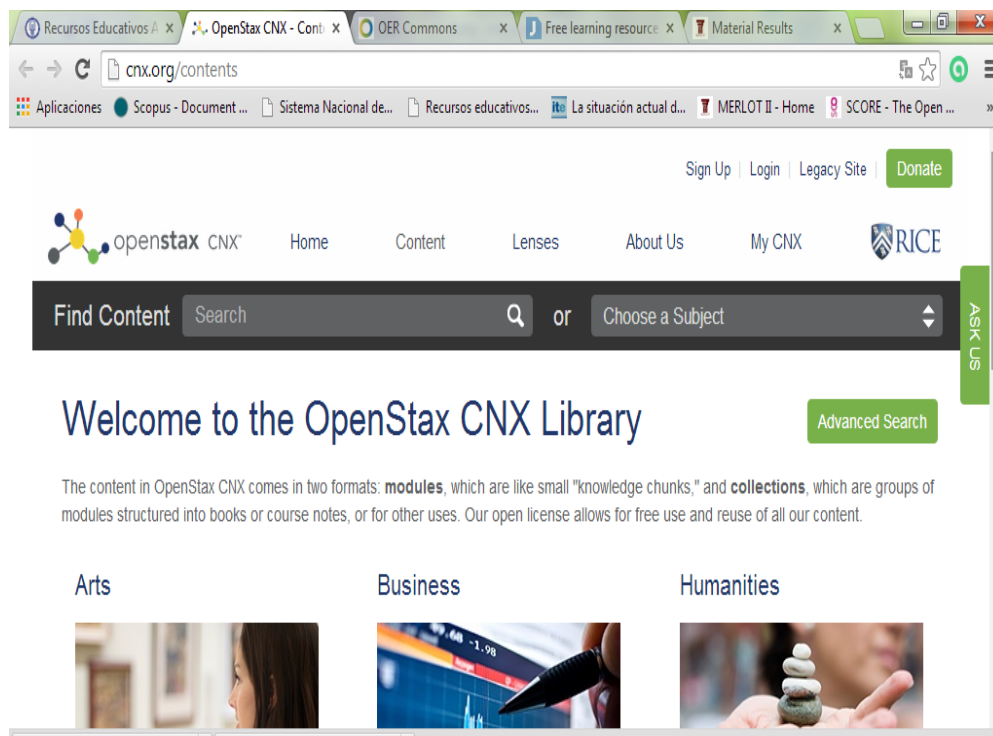 Recursos Educativos A OpenStax CNX - Cont OER Commons Free learning resource Material Results
cnx.org/contents
Aplicaciones Scopus - Document ... Sistema Nacional de... Recursos educativos... ite La situación actual d... MERLOT II - Home SCORE - The Open ... »
Sign Up | Login | Legacy Site | Donate
openstax CNX™ Home Content Lenses About Us My CNX RICE
Find Content Search or Choose a Subject
ASK US
Welcome to the OpenStax CNX Library Advanced Search
The content in OpenStax CNX comes in two formats: modules, which are like small "knowledge chunks," and collections, which are groups of
modules structured into books or course notes, or for other uses. Our open license allows for free use and reuse of all our content.
Arts Business Humanities
-1.98